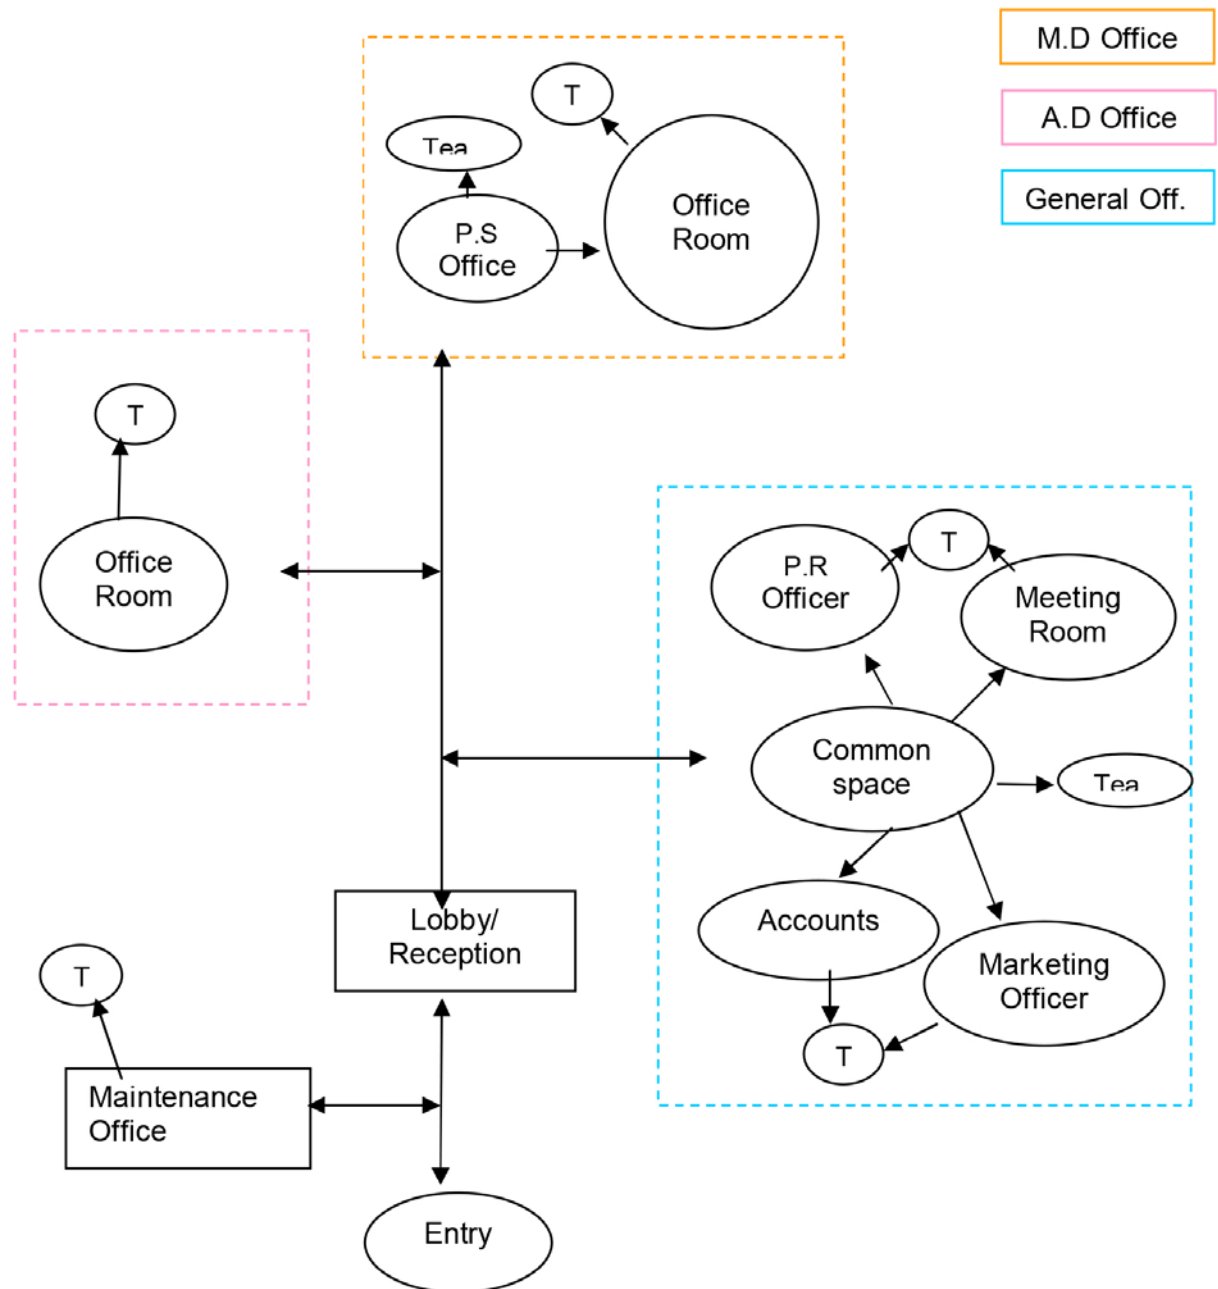 M.D Office
A.D Office
General Off.
T
Tea
Office
Room
P.S
Office
T
Office
Room
T
P.R
Officer
Meeting
Room
Common
space
Tea
Accounts
Marketing
Officer
T
Lobby/
Reception
T
Maintenance
Office
Entry